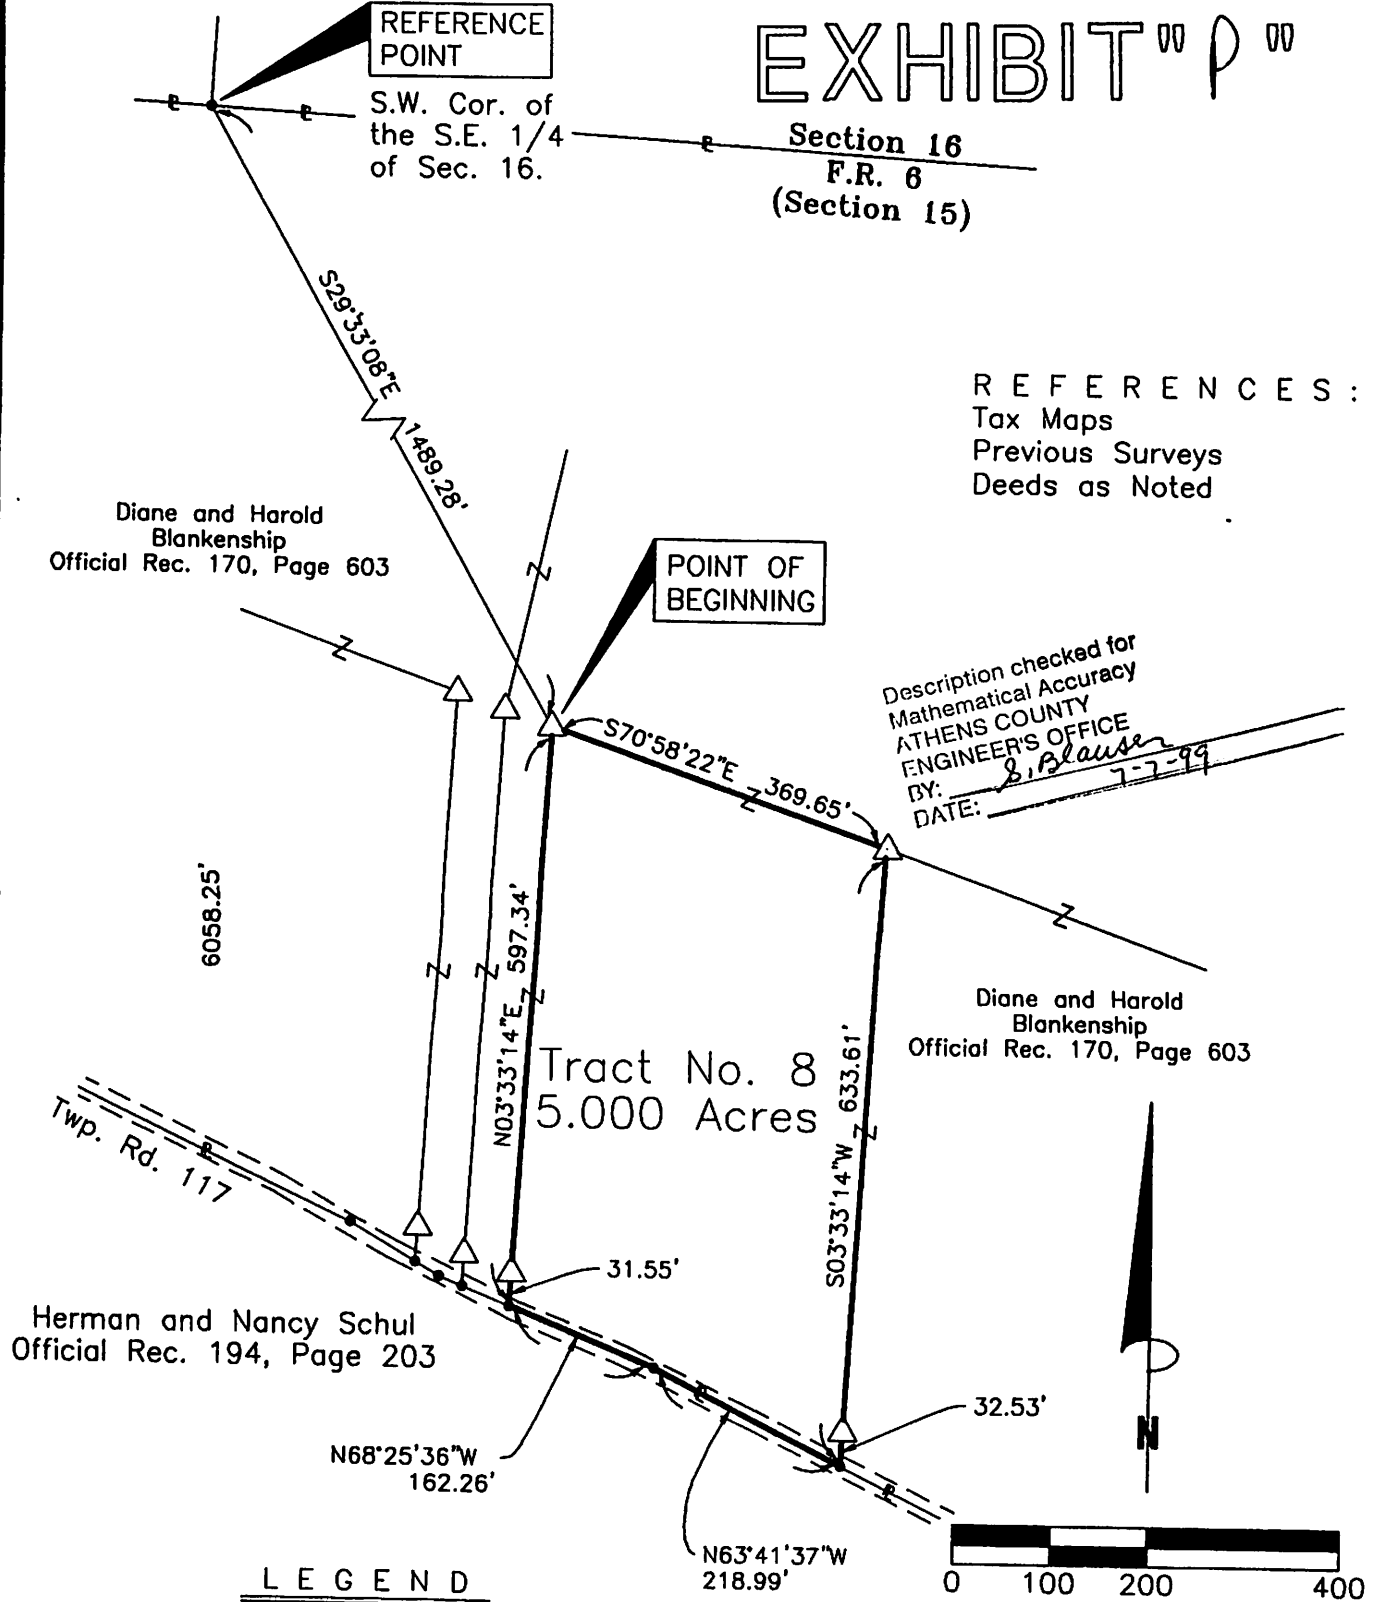 EXHIBIT "P"
REFERENCE
POINT
S.W. Cor. of
the S.E. 1/4
of Sec. 16.
Section 16
F.R. 6
(Section 15)
S29°33'08"E 1489.28'
REFERENCES:
Tax Maps
Previous Surveys
Deeds as Noted
Diane and Harold
Blankenship
Official Rec. 170, Page 603
POINT OF
BEGINNING
Description checked for
Mathematical Accuracy
ATHENS COUNTY
ENGINEER'S OFFICE
BY: S. Blauser
DATE: 7-7-99
S70°58'22"E 369.65'
6058.25'
N03°33'14"E 597.34'
Tract No. 8
5.000 Acres
S03°33'14"W 633.61'
Diane and Harold
Blankenship
Official Rec. 170, Page 603
Twp. Rd. 117
31.55'
Herman and Nancy Schul
Official Rec. 194, Page 203
32.53'
N68°25'36"W
162.26'
N63°41'37"W
218.99'
N
0 100 200 400
LEGEND